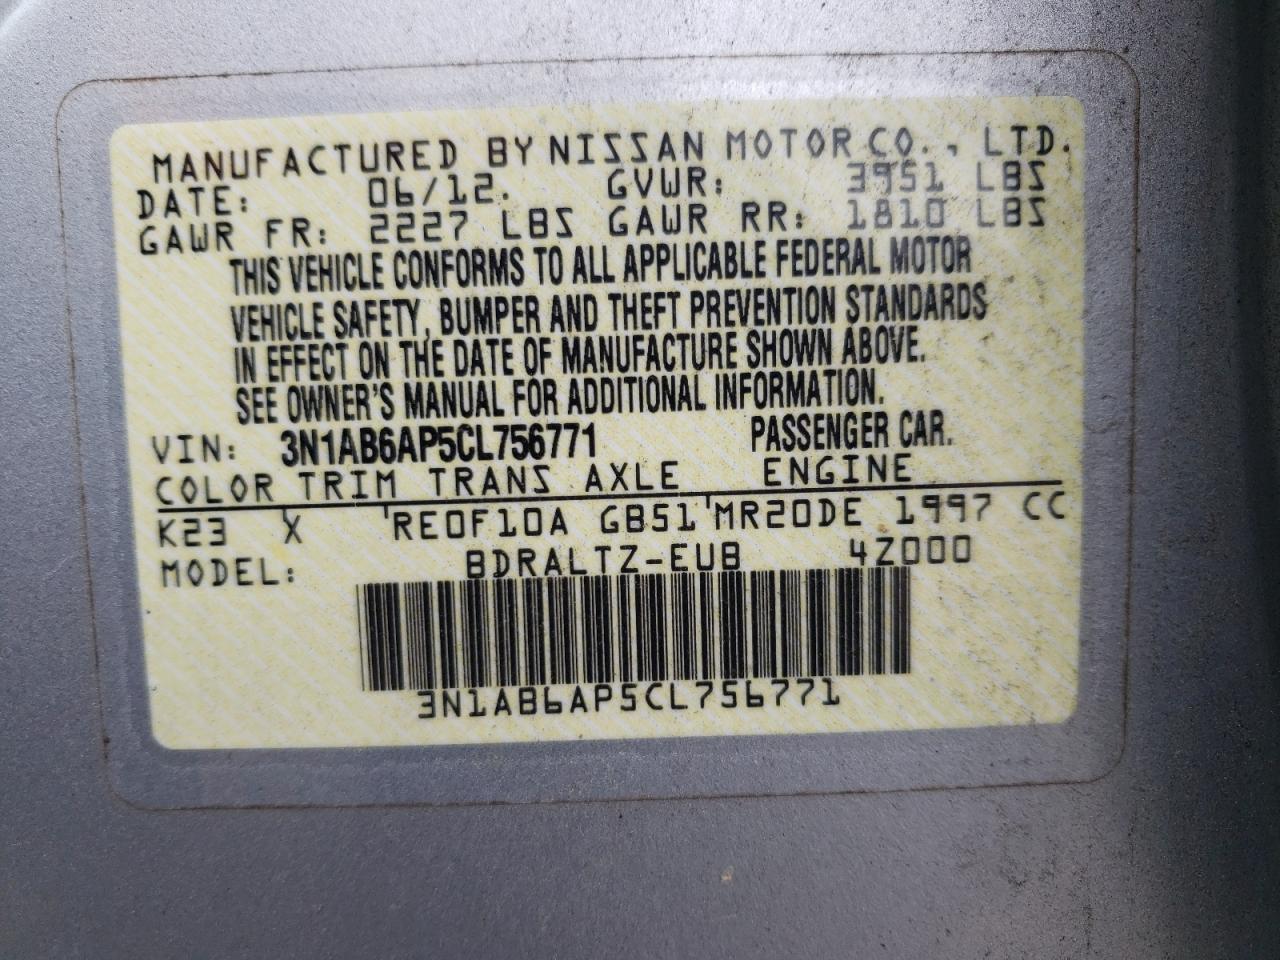 MANUFACTURED BY NISSAN MOTOR CO., LTD.
DATE: 06/12. GVWR: 3951 LBS
GAWR FR: 2227 LBS GAWR RR: 1810 LBS
THIS VEHICLE CONFORMS TO ALL APPLICABLE FEDERAL MOTOR
VEHICLE SAFETY, BUMPER AND THEFT PREVENTION STANDARDS
IN EFFECT ON THE DATE OF MANUFACTURE SHOWN ABOVE.
SEE OWNER'S MANUAL FOR ADDITIONAL INFORMATION.
VIN: 3N1AB6AP5CL756771 PASSENGER CAR.
COLOR TRIM TRANS AXLE ENGINE
K23 X RE0F10A GB51 MR20DE 1997 CC
MODEL: BDRALTZ-EUB 4Z000
3N1AB6AP5CL756771